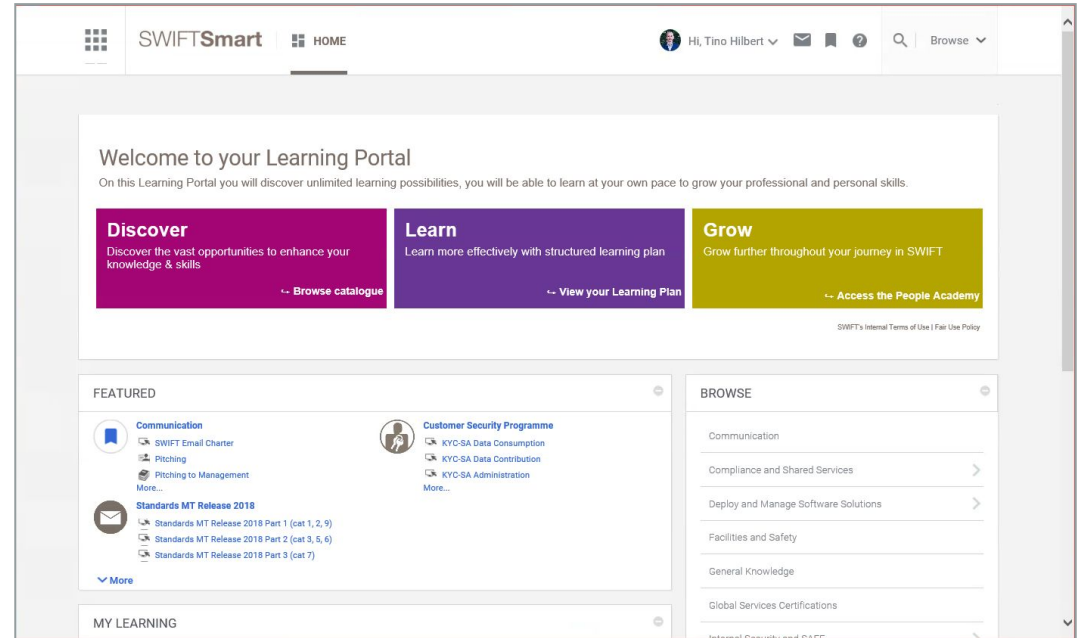 SWIFTSmart
HOME
Hi, Tino Hilbert
Browse
Welcome to your Learning Portal
On this Learning Portal you will discover unlimited learning possibilities, you will be able to learn at your own pace to grow your professional and personal skills.
Discover
Discover the vast opportunities to enhance your
knowledge & skills
Browse catalogue
Learn
Learn more effectively with structured learning plan
View your Learning Plan
Grow
Grow further throughout your journey in SWIFT
Access the People Academy
SWIFT's Internal Terms of Use | Fair Use Policy
FEATURED
Communication
SWIFT Email Charter
Pitching
Pitching to Management
More...
Standards MT Release 2018
Standards MT Release 2018 Part 1 (cat 1, 2, 9)
Standards MT Release 2018 Part 2 (cat 3, 5, 6)
Standards MT Release 2018 Part 3 (cat 7)
More
Customer Security Programme
KYC-SA Data Consumption
KYC-SA Data Contribution
KYC-SA Administration
More...
MY LEARNING
BROWSE
Communication
Compliance and Shared Services
Deploy and Manage Software Solutions
Facilities and Safety
General Knowledge
Global Services Certifications
Internal Security and SAFE